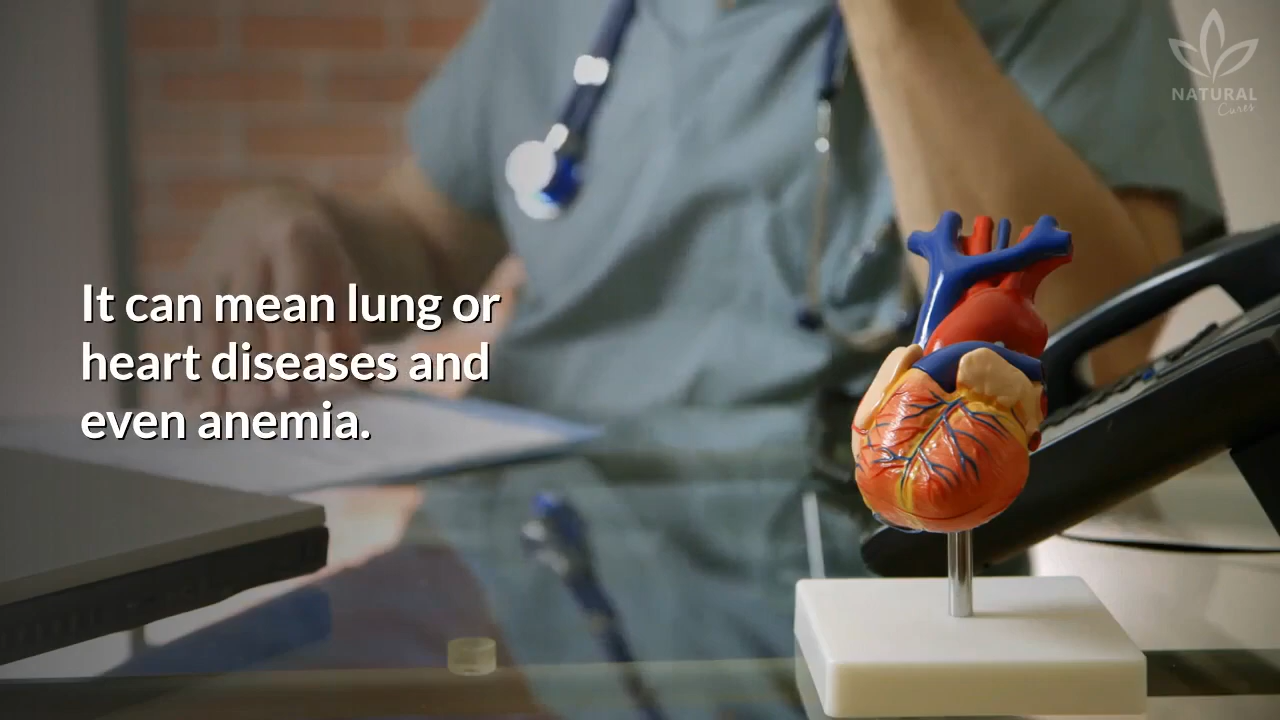 NATURAL
Cures
It can mean lung or
heart diseases and
even anemia.